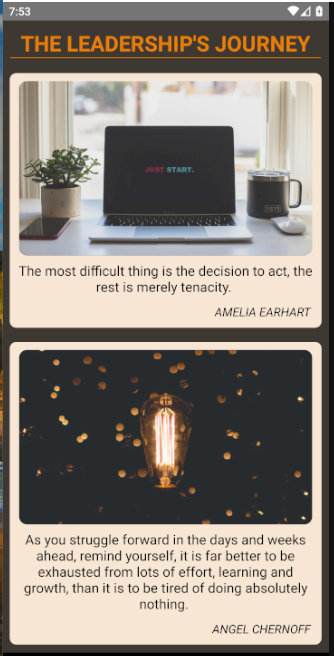 7:53
THE LEADERSHIP'S JOURNEY
JUST START.
YETI
The most difficult thing is the decision to act, the
rest is merely tenacity.
AMELIA EARHART
As you struggle forward in the days and weeks
ahead, remind yourself, it is far better to be
exhausted from lots of effort, learning and
growth, than it is to be tired of doing absolutely
nothing.
ANGEL CHERNOFF